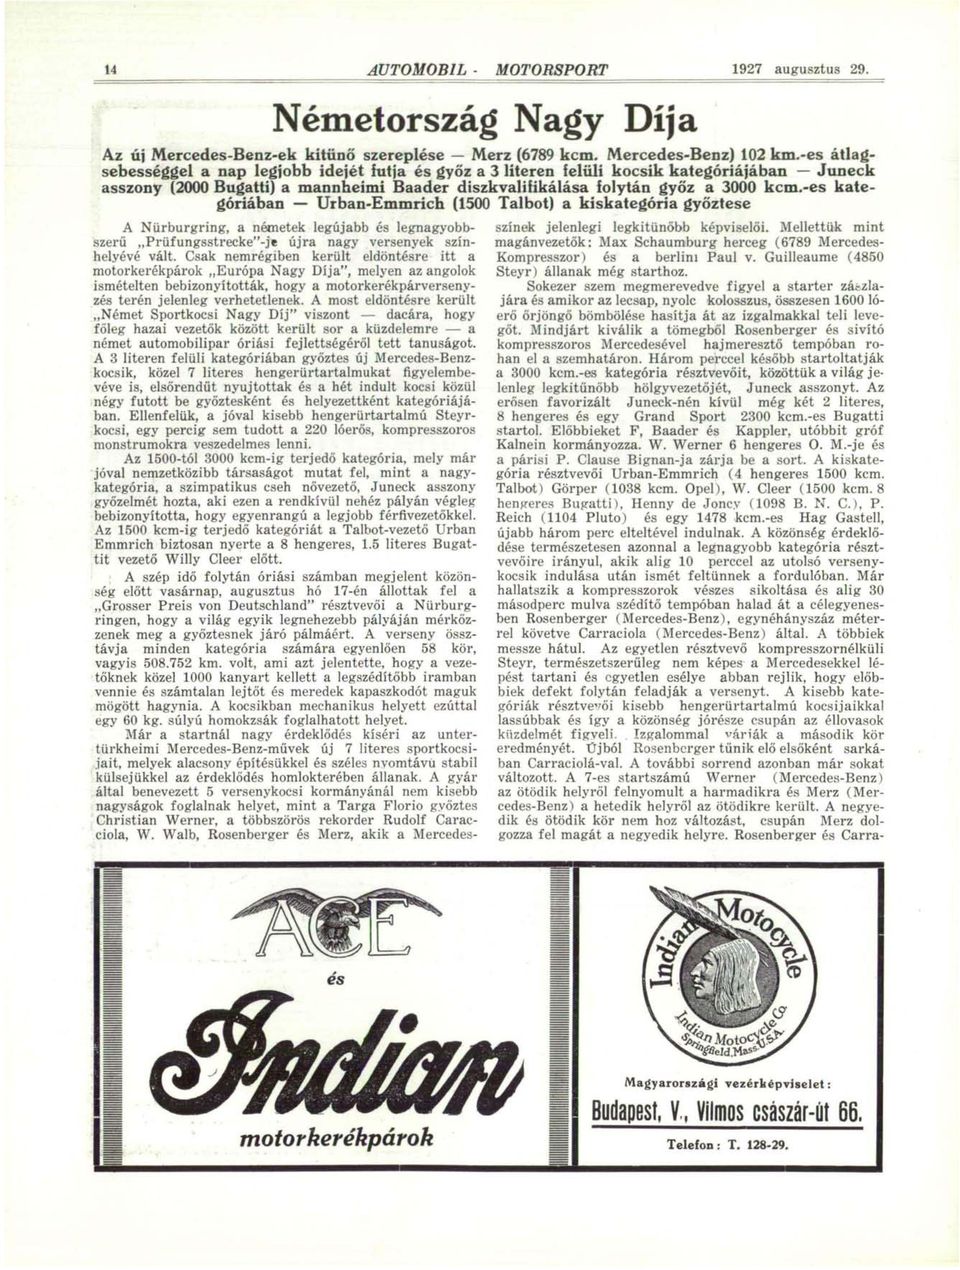 14 AUTOMOBIL - MOTORSPORT 1927 augusztus 29.
Németország Nagy Díja
Az új Mercedes-Benz-ek kitünő szereplése — Merz (6789 kcm. Mercedes-Benz) 102 km.-es átlag-
sebességgel a nap legjobb idejét futja és győz a 3 literen felüli kocsik kategóriájában — Juneck
asszony (2000 Bugatti) a mannheimi Baader diszkvalifikálása folytán győz a 3000 kcm.-es kate-
góriában — Urban-Emmrich (1500 Talbot) a kiskategória győztese
A Nürburgring, a németek legújabb és legnagyobb-
szerű „Prüfungsstrecke"-je újra nagy versenyek szín-
helyévé vált. Csak nemrégiben került eldöntésre itt a
motorkerékpárok „Európa Nagy Díja", melyen az angolok
ismételten bebizonyították, hogy a motorkerékpárverseny-
zés terén jelenleg verhetetlenek. A most eldöntésre került
„Német Sportkocsi Nagy Díj" viszont — dacára, hogy
főleg hazai vezetők között került sor a küzdelemre — a
német automobilipar óriási fejlettségéről tett tanuságot.
A 3 literen felüli kategóriában győztes új Mercedes-Benz-
kocsik, közel 7 literes hengerürtartalmukat figyelembe-
véve is, elsőrendűt nyujtottak és a hét indult kocsi közül
négy futott be győztesként és helyezettként kategóriájá-
ban. Ellenfelük, a jóval kisebb hengerürtartalmú Steyr-
kocsi, egy percig sem tudott a 220 lóerős, kompresszoros
monstrumokra veszedelmes lenni.
Az 1500-tól 3000 kcm-ig terjedő kategória, mely már
jóval nemzetközibb társaságot mutat fel, mint a nagy-
kategória, a szimpatikus cseh nővezető, Juneck asszony
győzelmét hozta, aki ezen a rendkívül nehéz pályán végleg
bebizonyította, hogy egyenrangú a legjobb férfivezetőkkel.
Az 1500 kcm-ig terjedő kategóriát a Talbot-vezető Urban
Emmrich biztosan nyerte a 8 hengeres, 1.5 literes Bugat-
tit vezető Willy Cleer előtt.
A szép idő folytán óriási számban megjelent közön-
ség előtt vasárnap, augusztus hó 17-én állottak fel a
„Grosser Preis von Deutschland" résztvevői a Nürburg-
ringen, hogy a világ egyik legnehezebb pályáján mérkőz-
zenek meg a győztesnek járó pálmáért. A verseny össz-
távja minden kategória számára egyenlően 58 kör,
vagyis 508.752 km. volt, ami azt jelentette, hogy a veze-
tőknek közel 1000 kanyart kellett a legszédítőbb iramban
vennie és számtalan lejtőt és meredek kapaszkodót maguk
mögött hagynia. A kocsikban mechanikus helyett ezúttal
egy 60 kg. súlyú homokzsák foglalhatott helyet.
Már a startnál nagy érdeklődés kíséri az unter-
türkheimi Mercedes-Benz-művek új 7 literes sportkocsi-
jait, melyek alacsony építésükkel és széles nyomtávú stabil
külsejükkel az érdeklődés homlokterében állanak. A gyár
által benevezett 5 versenykocsi kormányánál nem kisebb
nagyságok foglalnak helyet, mint a Targa Florio győztes
Christian Werner, a többszörös rekorder Rudolf Carac-
ciola, W. Walb, Rosenberger és Merz, akik a Mercedes-
színek jelenlegi legkitünőbb képviselői. Mellettük mint
magánvezetők: Max Schaumburg herceg (6789 Mercedes-
Kompresszor) és a berlini Paul v. Guilleaume (4850
Steyr) állanak még starthoz.
Sokezer szem megmerevedve figyel a starter zászla-
jára és amikor az lecsap, nyolc kolosszus, összesen 1600 ló-
erő őrjöngő bömbölése hasítja át az izgalmakkal teli leve-
gőt. Mindjárt kiválik a tömegből Rosenberger és sivító
kompresszoros Mercedesével hajmeresztő tempóban ro-
han el a szemhatáron. Három perccel később startoltatják
a 3000 kcm.-es kategória résztvevőit, közöttük a világ je-
lenleg legkitünőbb hölgyvezetőjét, Juneck asszonyt. Az
erősen favorizált Juneck-nén kívül még két 2 literes,
8 hengeres és egy Grand Sport 2300 kcm.-es Bugatti
startol. Előbbieket F. Baader és Kappler, utóbbit gróf
Kalnein kormányozza. W. Werner 6 hengeres O. M.-je és
a párisi P. Clause Bignan-ja zárja be a sort. A kiskate-
gória résztvevői Urban-Emmrich (4 hengeres 1500 kcm.
Talbot) Görper (1038 kcm. Opel), W. Cleer (1500 kcm. 8
hengeres Bugatti), Henny de Joncy (1098 B. N. C.), P.
Reich (1104 Pluto) és egy 1478 kcm.-es Hag Gastell,
újabb három perc elteltével indulnak. A közönség érdeklő-
dése természetesen azonnal a legnagyobb kategória részt-
vevőire irányul, akik alig 10 perccel az utolsó verseny-
kocsik indulása után ismét feltünnek a forduló­ban. Már
hallatszik a kompresszorok vészes sikoltása és alig 30
másodperc mulva szédítő tempóban halad át a célegyenes-
ben Rosenberger (Mercedes-Benz), egynéhányszáz méter-
rel követve Carraciola (Mercedes-Benz) által. A többiek
messze hátul. Az egyetlen résztvevő kompresszornélküli
Steyr, természetszerüleg nem képes a Mercedesekkel lé-
pést tartani és egyetlen esélye abban rejlik, hogy előb-
biek defekt folytán feladják a versenyt. A kisebb kate-
góriák résztvevői kisebb hengerürtartalmú kocsijaikkal
lassúbbak és így a közönség jórésze csupán az éllovasok
küzdelmét figyeli. Izgalommal várják a második kör
eredményét. Újból Rosenberger tünik elő elsőként sarká-
ban Carraciolá-val. A további sorrend azonban már sokat
változott. A 7-es startszámú Werner (Mercedes-Benz)
az ötödik helyről felnyomult a harmadikra és Merz (Mer-
cedes-Benz) a hetedik helyről az ötödikre került. A negye-
dik és ötödik kör nem hoz változást, csupán Merz dol-
gozza fel magát a negyedik helyre. Rosenberger és Carra-
ACE
és
Indian
motorkerékpárok
Indian Motocycle
Indian Motocycle Co.
Springfield, Mass. U.S.A.
Magyarországi vezérképviselet:
Budapest, V., Vilmos császár-út 66.
Telefon: T. 128-29.